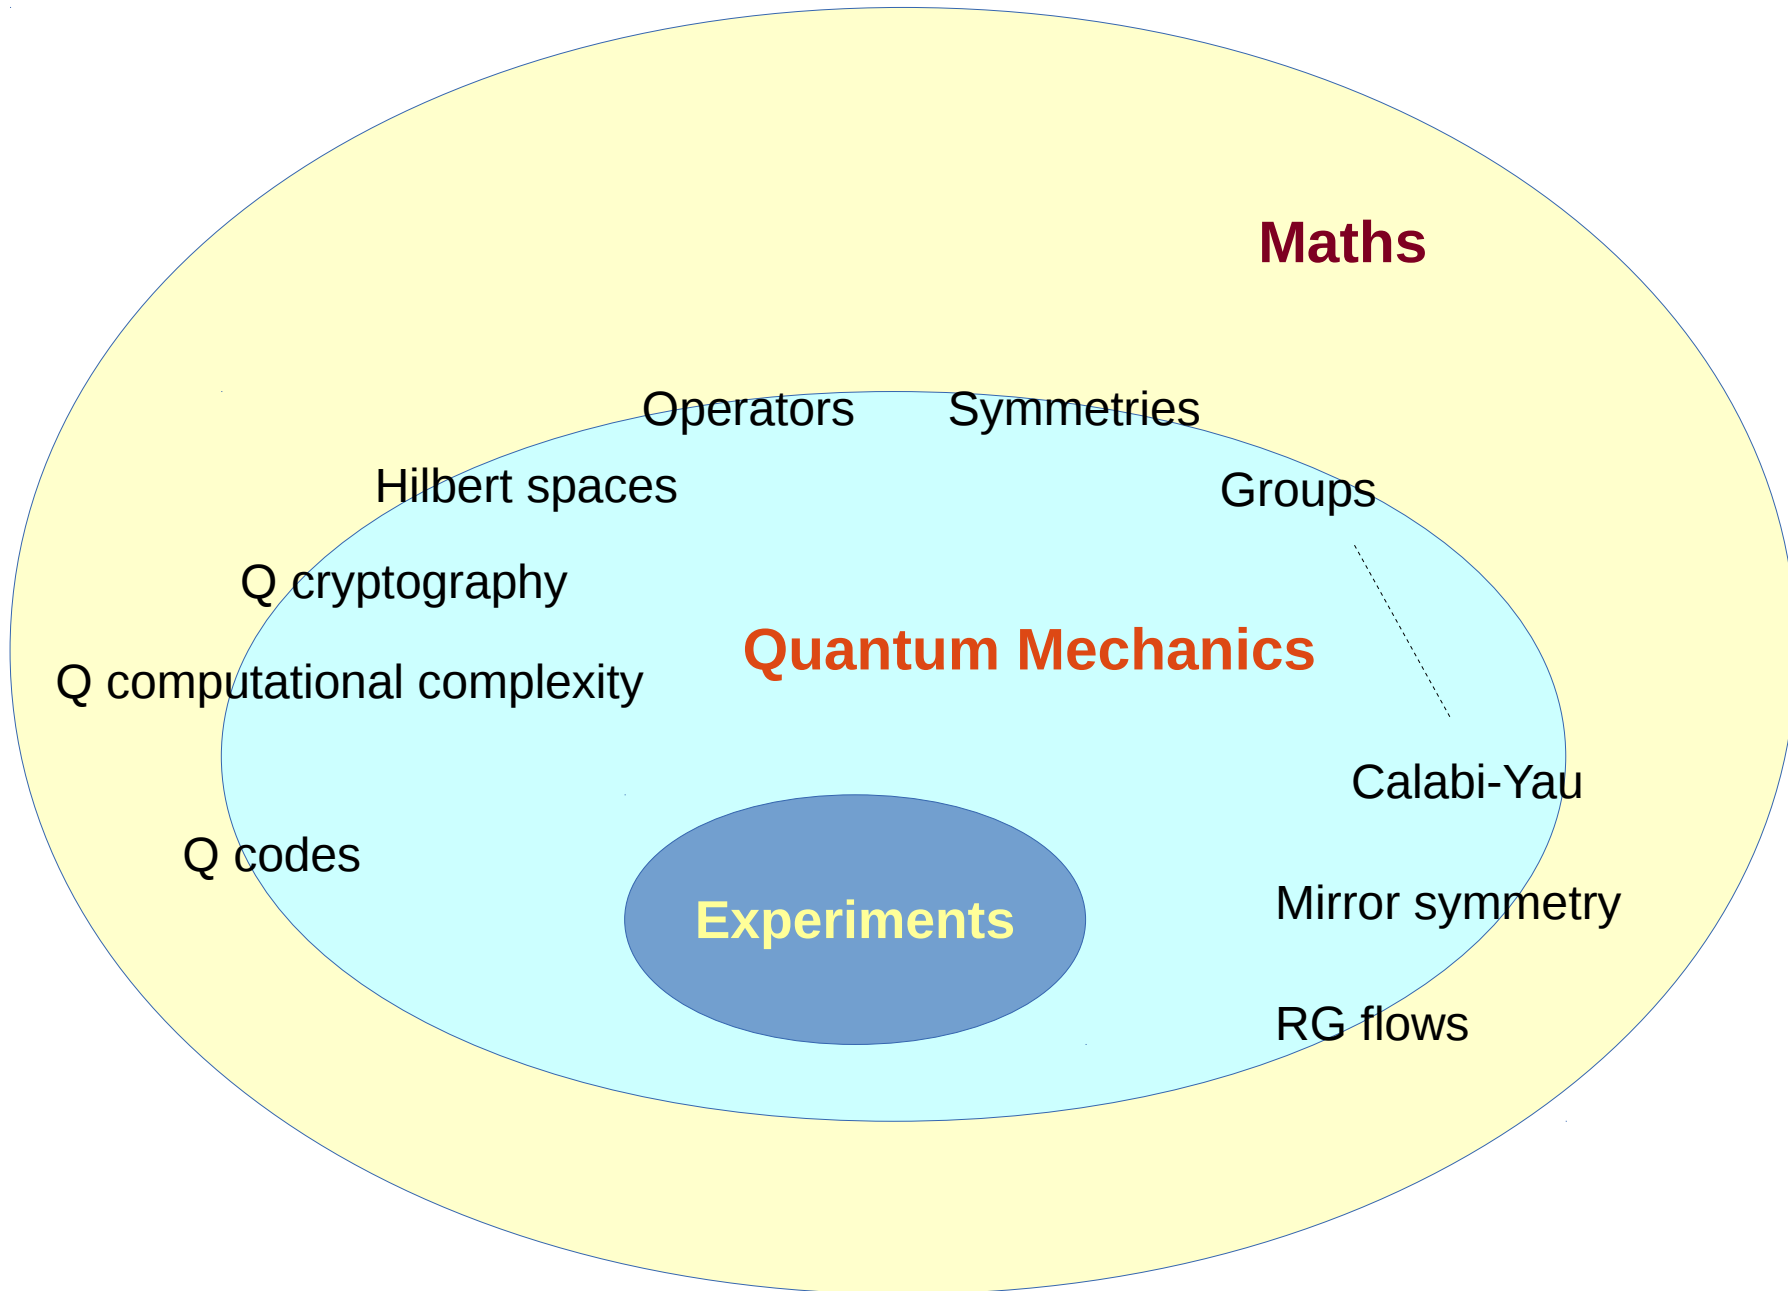 Maths
Operators
Symmetries
Hilbert spaces
Groups
Q cryptography
Quantum Mechanics
Q computational complexity
Calabi-Yau
Q codes
Mirror symmetry
Experiments
RG flows